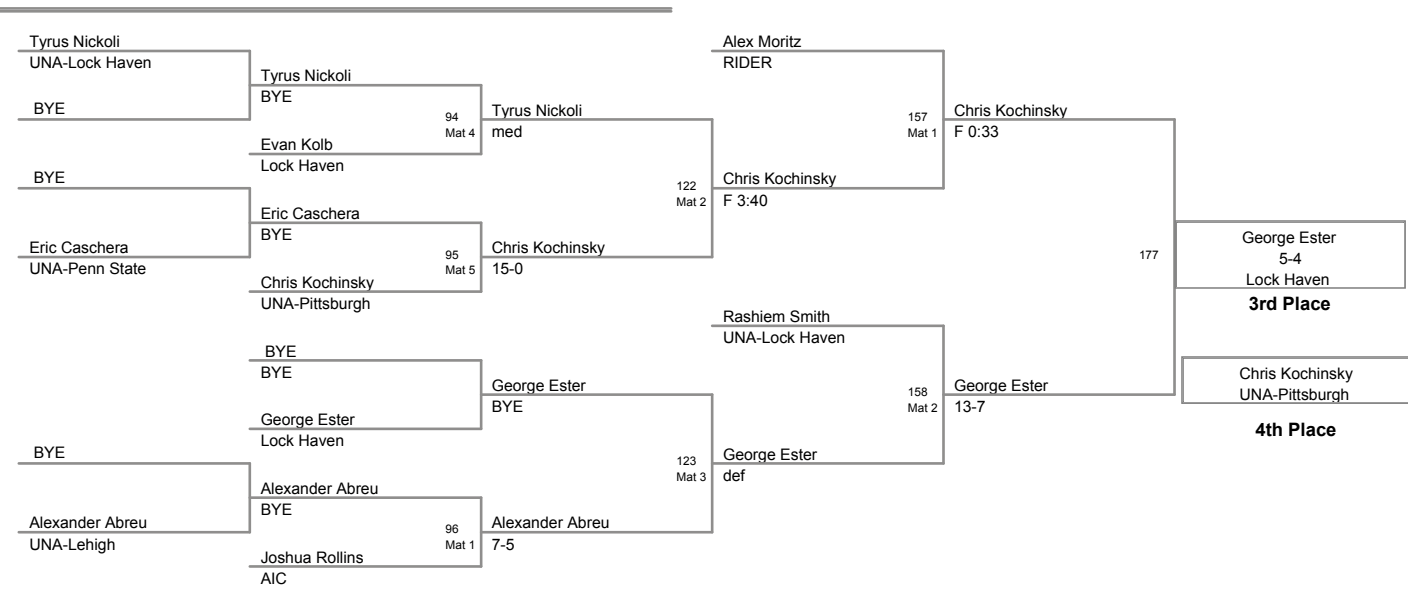 Tyrus Nickoli
UNA-Lock Haven
BYE
BYE
Eric Caschera
UNA-Penn State
BYE
Alexander Abreu
UNA-Lehigh
Tyrus Nickoli
BYE
Evan Kolb
Lock Haven
Eric Caschera
BYE
Chris Kochinsky
UNA-Pittsburgh
BYE
BYE
George Ester
Lock Haven
Alexander Abreu
BYE
Joshua Rollins
AIC
94
Mat 4
95
Mat 5
96
Mat 1
Tyrus Nickoli
med
Chris Kochinsky
15-0
George Ester
BYE
Alexander Abreu
7-5
122
Mat 2
123
Mat 3
Alex Moritz
RIDER
Chris Kochinsky
F 3:40
Rashiem Smith
UNA-Lock Haven
George Ester
def
157
Mat 1
158
Mat 2
Chris Kochinsky
F 0:33
George Ester
13-7
177
George Ester
5-4
Lock Haven
3rd Place
Chris Kochinsky
UNA-Pittsburgh
4th Place